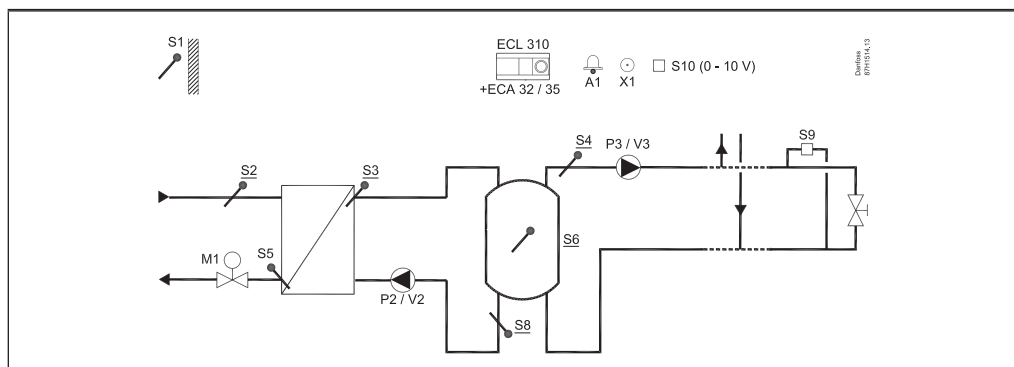 S1
ECL 310
+ECA 32 / 35
A1
X1
S10 (0 - 10 V)
Danfoss
87H1514.13
S2
S3
S4
P3 / V3
S9
S6
M1
S5
P2 / V2
S8